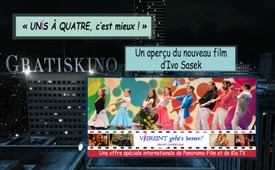 « UNiS À QUATRE, c'est mieux ! »
Un aperçu du nouveau film
d'Ivo Sasek
GRATISKINO
V(I)EREINT geht's besser!
Une offre spéciale internationale de Panorama-Film et de Kla TV